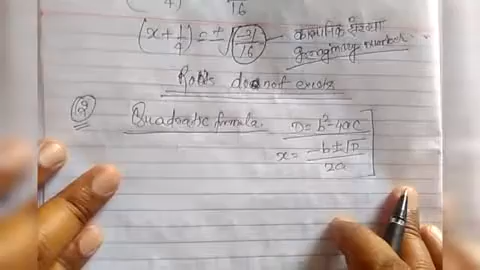 16
(x + 1/4) = ± √(-31/16) काल्पनिक संख्या
imaginary number
Roots do not exists
② Quadratic formula. D = b² - 4ac
x = (-b ± √D)/2a